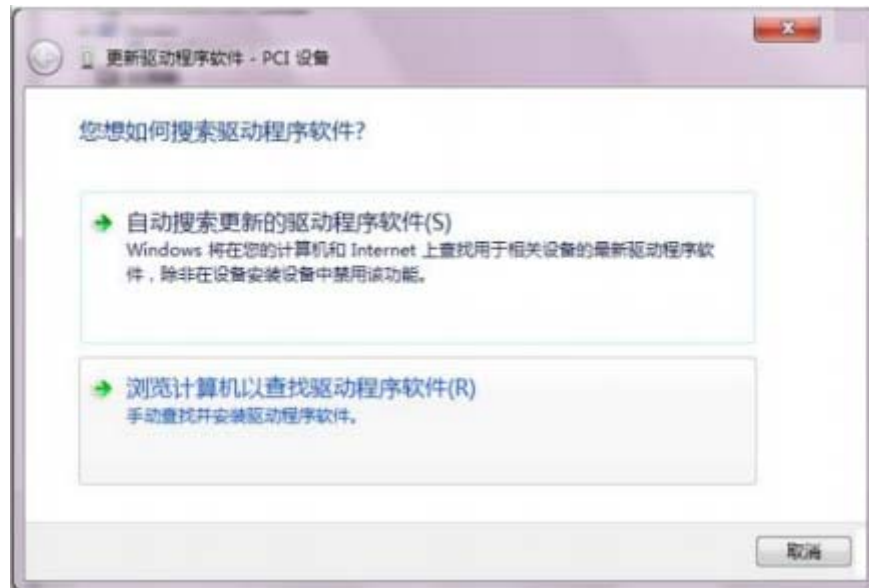 更新驱动程序软件 - PCI 设备
您想如何搜索驱动程序软件?
自动搜索更新的驱动程序软件(S)
Windows 将在您的计算机和 Internet 上查找用于相关设备的最新驱动程序软
件，除非在设备安装设备中禁用该功能。
浏览计算机以查找驱动程序软件(R)
手动查找并安装驱动程序软件。
取消